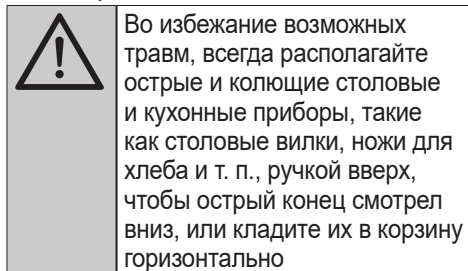 Во избежание возможных
травм, всегда располагайте
острые и колющие столовые
и кухонные приборы, такие
как столовые вилки, ножи для
хлеба и т. п., ручкой вверх,
чтобы острый конец смотрел
вниз, или кладите их в корзину
горизонтально